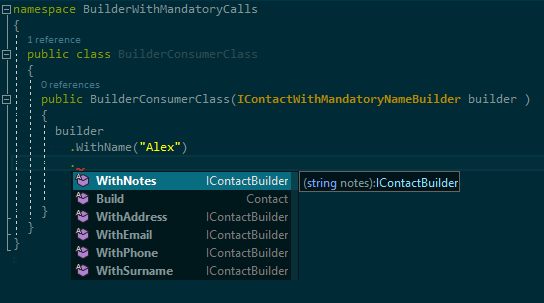 namespace BuilderWithMandatoryCalls
{
1 reference
public class BuilderConsumerClass
{
0 references
public BuilderConsumerClass(IContactWithMandatoryNameBuilder builder )
{
builder
.WithName("Alex")
.
WithNotes IContactBuilder (string notes):IContactBuilder
Build Contact
WithAddress IContactBuilder
WithEmail IContactBuilder
WithPhone IContactBuilder
WithSurname IContactBuilder
}
}
}